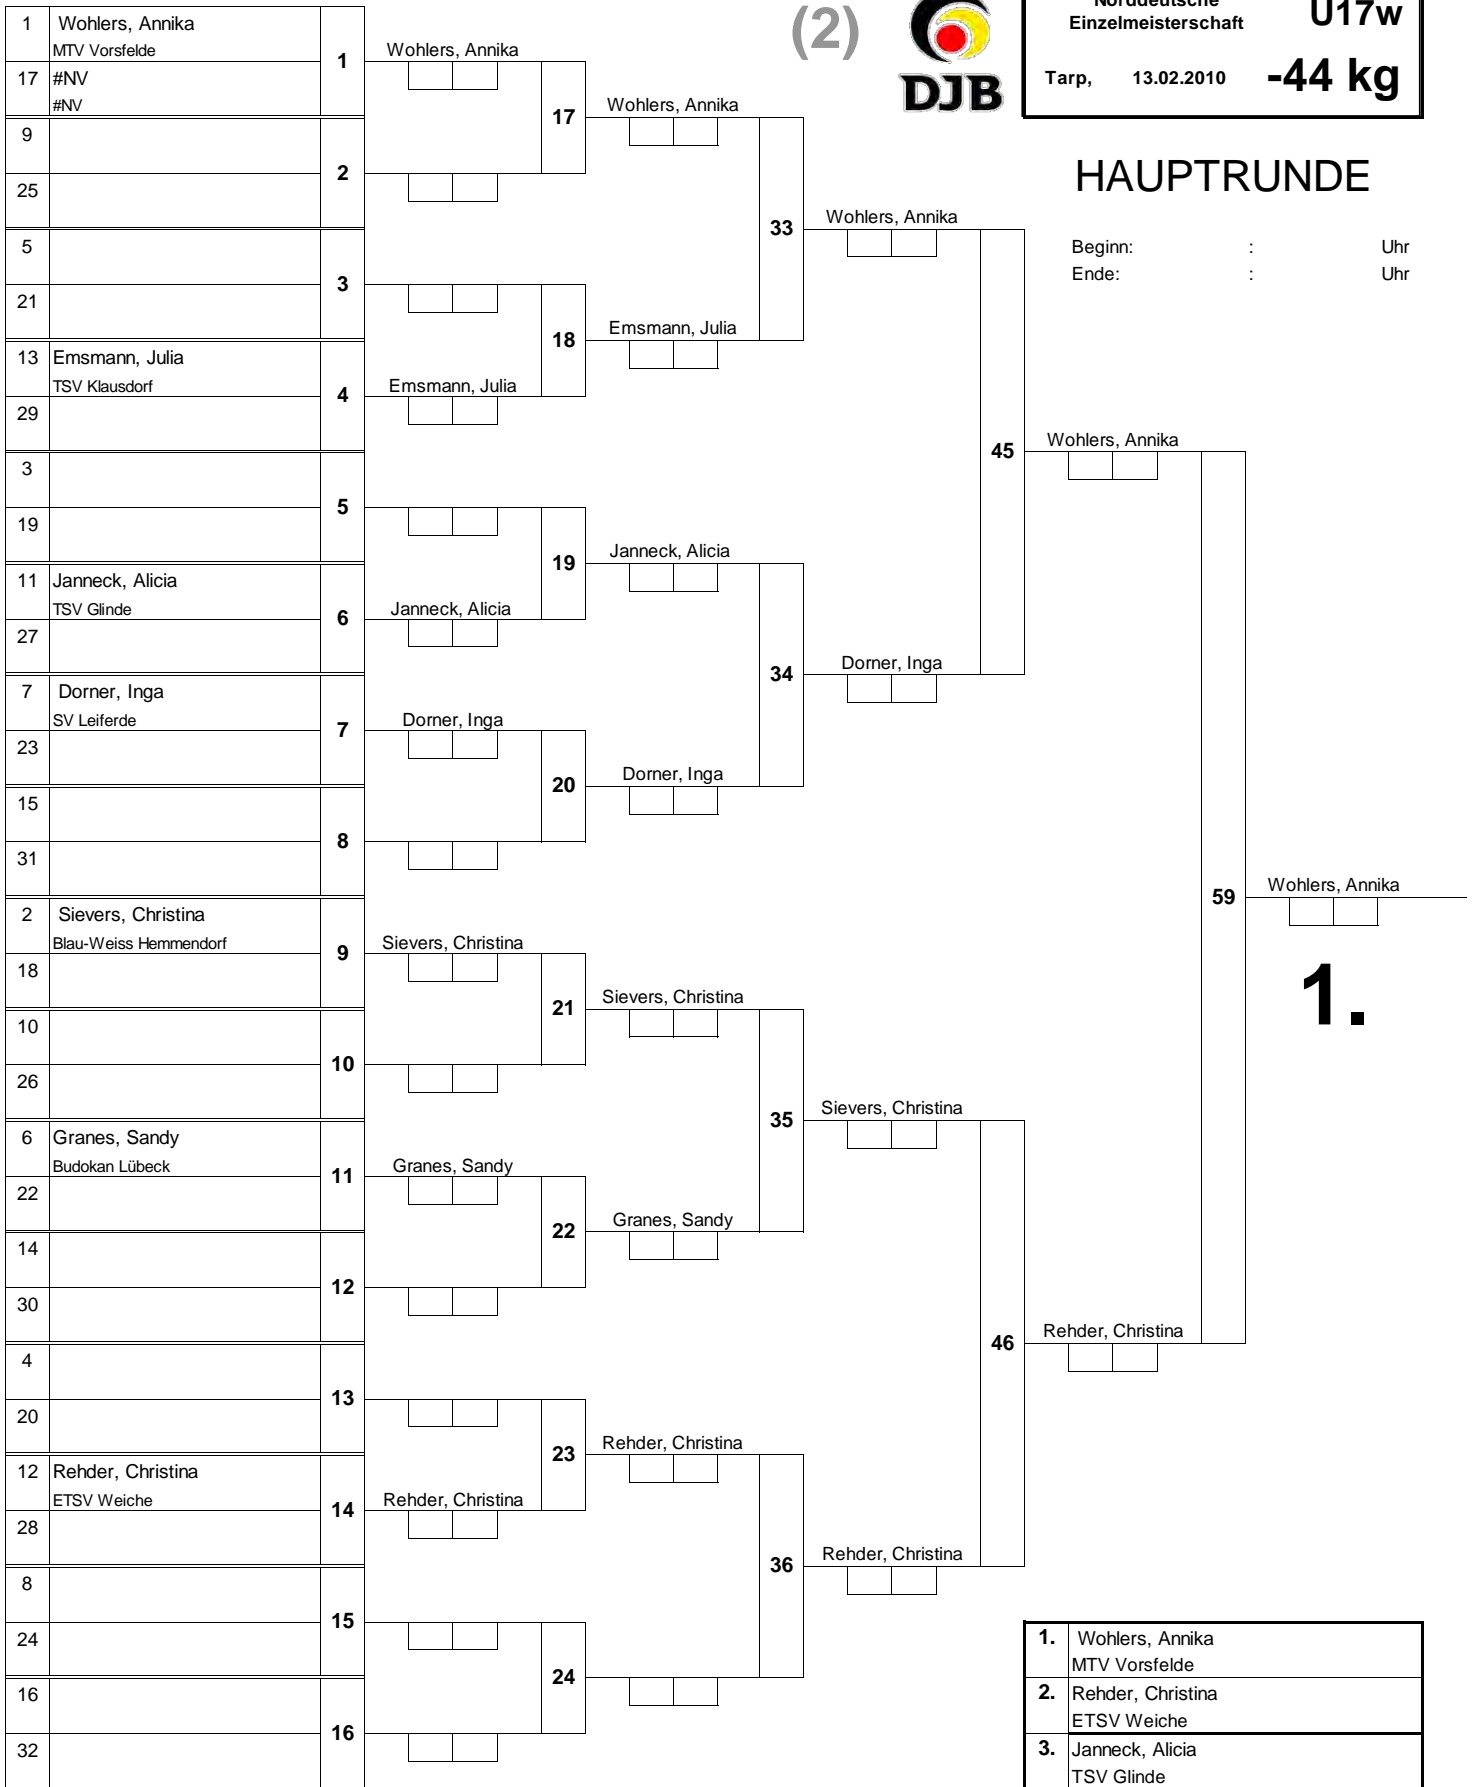 (2)
DJB
Norddeutsche
Einzelmeisterschaft
U17w
Tarp, 13.02.2010 -44 kg
HAUPTRUNDE
Beginn: : Uhr
Ende: : Uhr
1 Wohlers, Annika
MTV Vorsfelde
17 #NV
#NV
1
9
25
2
5
21
3
13 Emsmann, Julia
TSV Klausdorf
29
4
3
19
5
11 Janneck, Alicia
TSV Glinde
27
6
7 Dorner, Inga
SV Leiferde
23
7
15
31
8
2 Sievers, Christina
Blau-Weiss Hemmendorf
18
9
10
26
10
6 Granes, Sandy
Budokan Lübeck
22
11
14
30
12
4
20
13
12 Rehder, Christina
ETSV Weiche
28
14
8
24
15
16
32
16
Wohlers, Annika
17
Emsmann, Julia
18
Janneck, Alicia
19
Dorner, Inga
20
Sievers, Christina
21
Granes, Sandy
22
Rehder, Christina
23
24
Wohlers, Annika
33
Emsmann, Julia
Janneck, Alicia
34
Dorner, Inga
Sievers, Christina
35
Granes, Sandy
Rehder, Christina
36
Wohlers, Annika
45
Dorner, Inga
Sievers, Christina
46
Rehder, Christina
Wohlers, Annika
59
Rehder, Christina
Wohlers, Annika
1.
1. Wohlers, Annika
MTV Vorsfelde
2. Rehder, Christina
ETSV Weiche
3. Janneck, Alicia
TSV Glinde